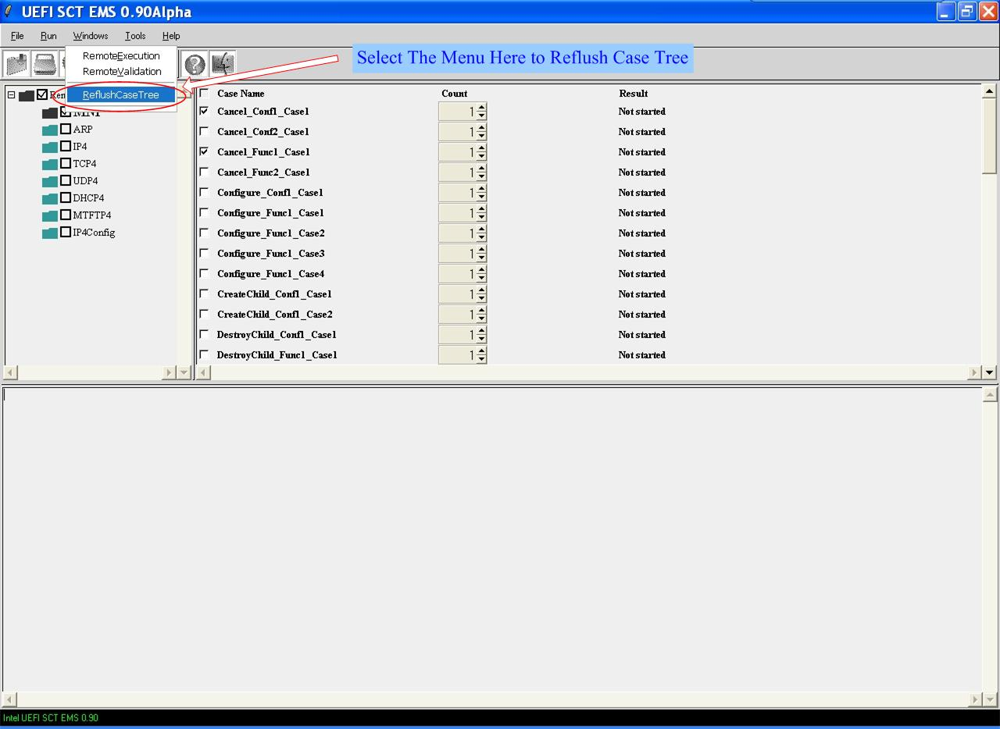 UEFI SCT EMS 0.90Alpha
File Run Windows Tools Help
RemoteExecution
RemoteValidation
ReflushCaseTree
Select The Menu Here to Reflush Case Tree
ARP
IP4
TCP4
UDP4
DHCP4
MTFTP4
IP4Config
Case Name Count Result
Cancel_Conf1_Case1 1 Not started
Cancel_Conf2_Case1 1 Not started
Cancel_Func1_Case1 1 Not started
Cancel_Func2_Case1 1 Not started
Configure_Conf1_Case1 1 Not started
Configure_Func1_Case1 1 Not started
Configure_Func1_Case2 1 Not started
Configure_Func1_Case3 1 Not started
Configure_Func1_Case4 1 Not started
CreateChild_Conf1_Case1 1 Not started
CreateChild_Conf1_Case2 1 Not started
DestroyChild_Conf1_Case1 1 Not started
DestroyChild_Func1_Case1 1 Not started
Intel UEFI SCT EMS 0.90